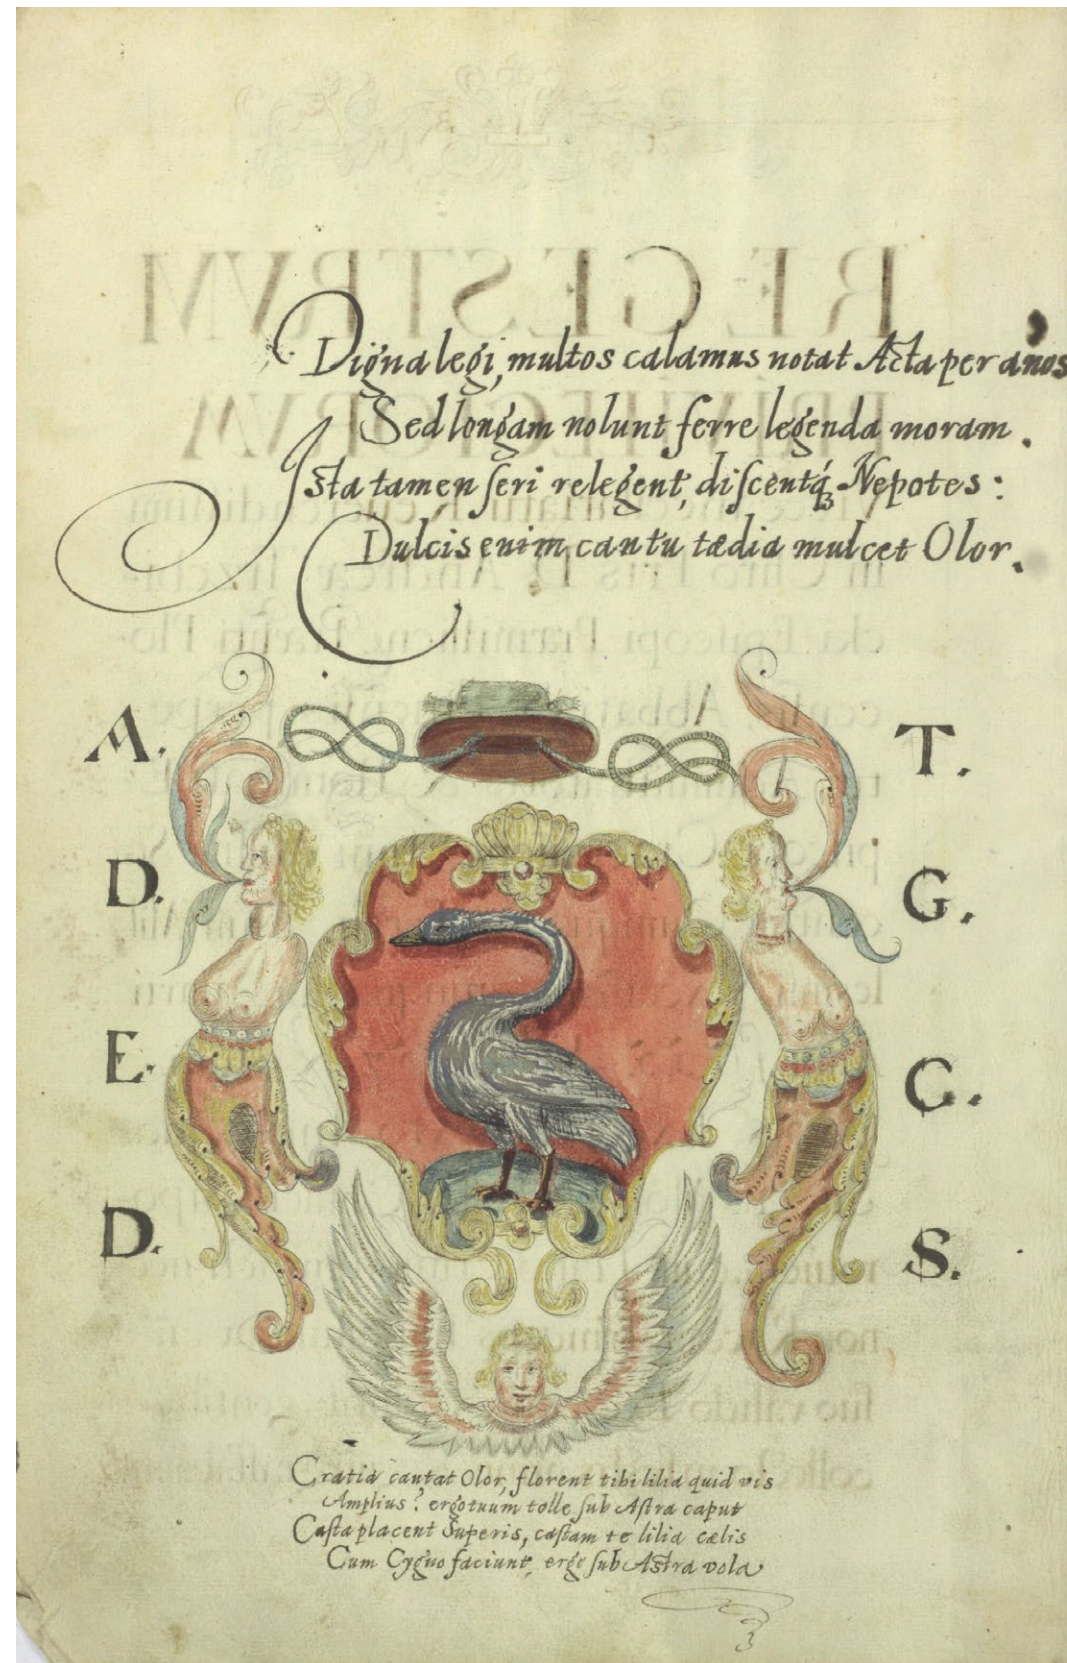 Digna legi, multos calamus notat Acta per años
Sed longam nolunt ferre legenda moram.
Ista tamen seri relegent, discentq́ꝫ Nepotes:
Dulcis enim cantu tædia mulcet Olor.
A. T.
D. G.
E. C.
D. S.
Cratia cantat Olor, florent tibi lilia quid vis
Amplius? ergo tuum tolle sub Astra caput
Casta placent Superis, castam te lilia cælis
Cum Cygno faciunt, ergo sub Astra vola